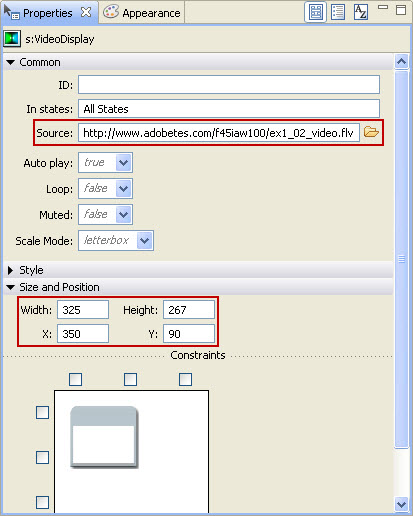 Properties Appearance
s:VideoDisplay
Common
ID:
In states: All States
Source: http://www.adobetes.com/f45iaw100/ex1_02_video.flv
Auto play: true
Loop: false
Muted: false
Scale Mode: letterbox
Style
Size and Position
Width: 325 Height: 267
X: 350 Y: 90
Constraints